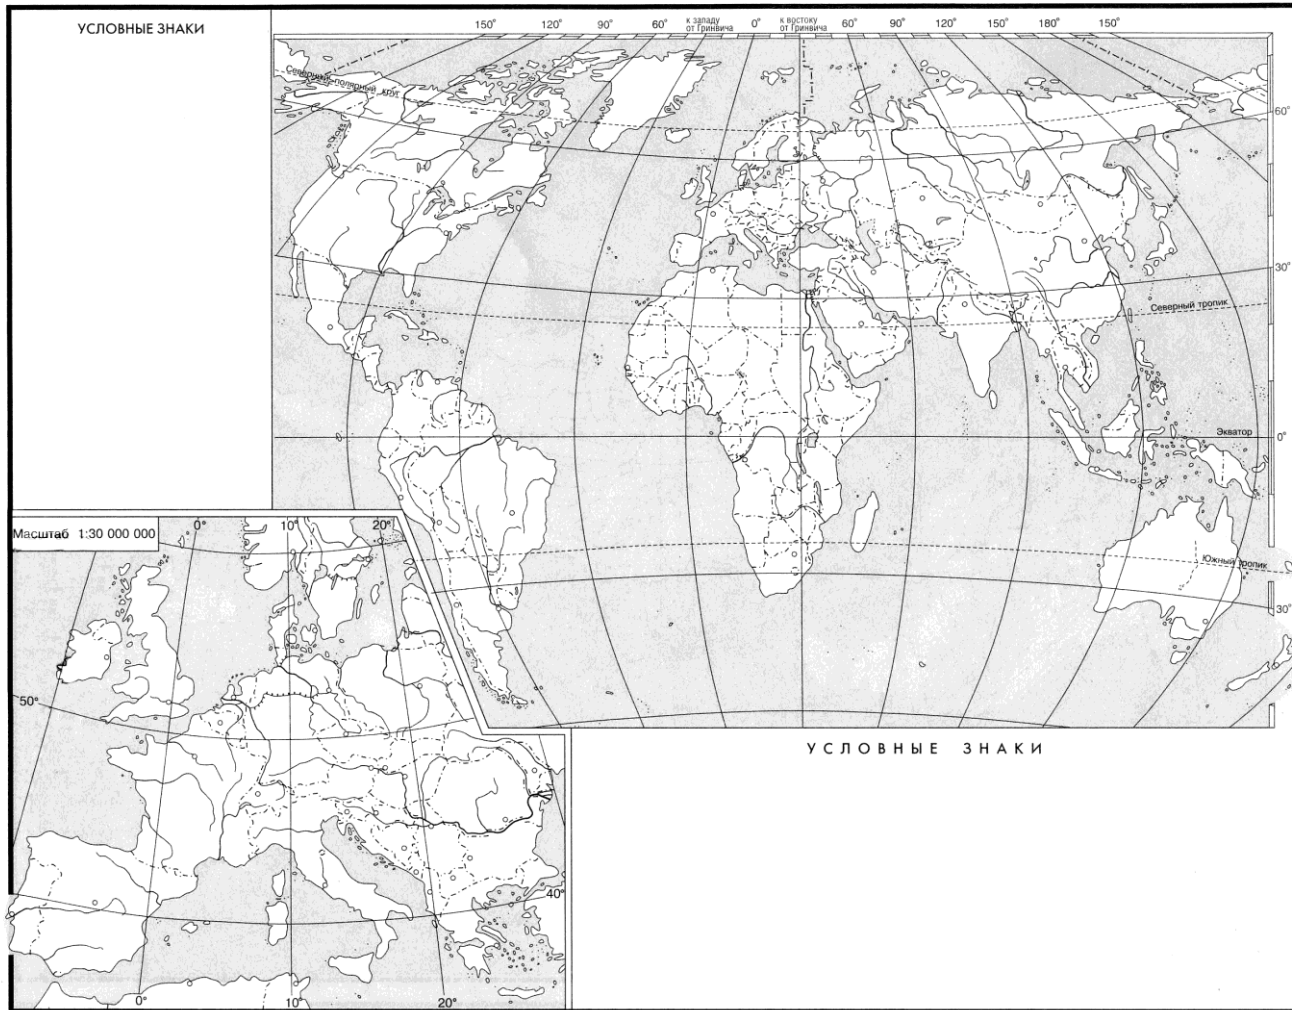 УСЛОВНЫЕ ЗНАКИ
150° 120° 90° 60° к западу от Гринвича 0° к востоку от Гринвича 60° 90° 120° 150° 180° 150°
Северный полярный круг
60°
30°
Северный тропик
Экватор
0°
Южный тропик
30°
Масштаб 1:30 000 000
0° 10° 20°
50°
40°
0° 10° 20°
УСЛОВНЫЕ ЗНАКИ